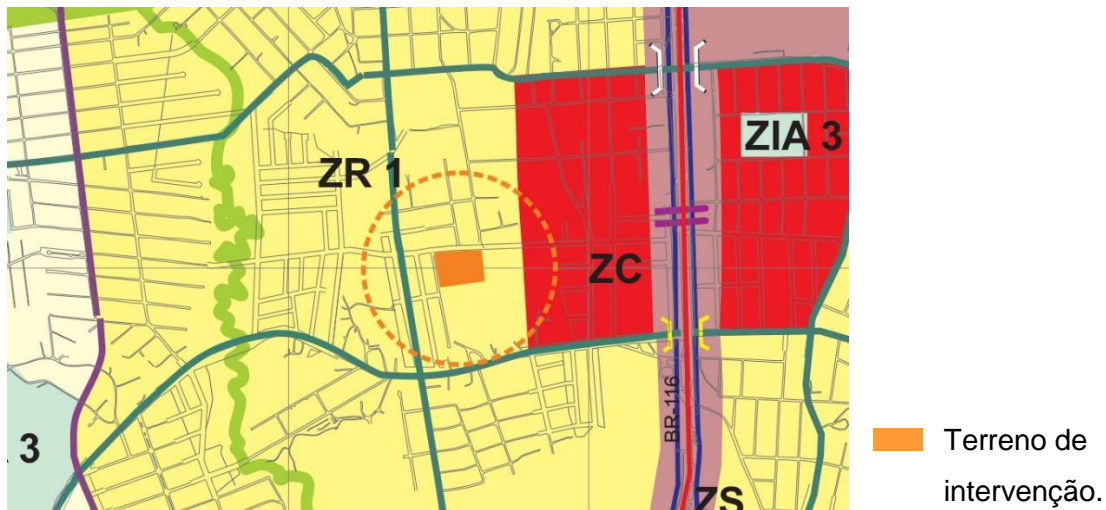 ZIA 3
ZR 1
ZC
BR-116
3
ZS
Terreno de
intervenção.